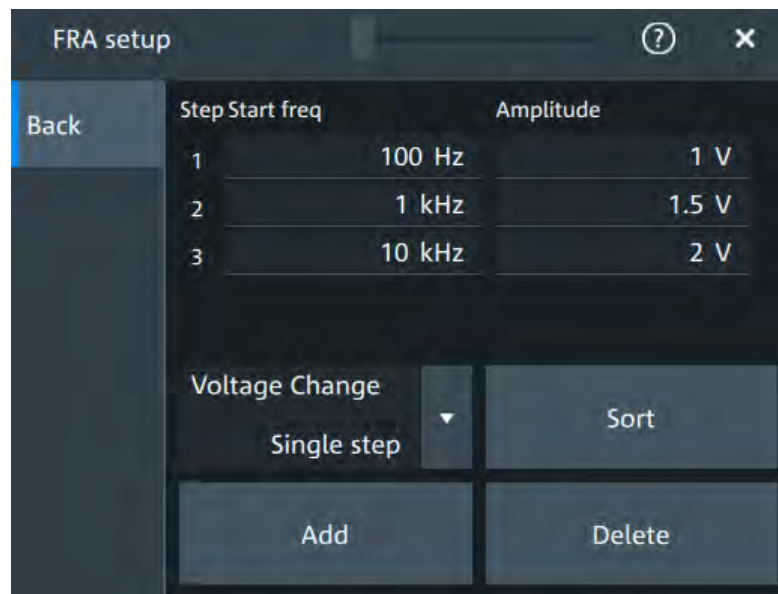 FRA setup ? ×
Back
Step Start freq Amplitude
1 100 Hz 1 V
2 1 kHz 1.5 V
3 10 kHz 2 V
Voltage Change
Single step
Sort
Add Delete